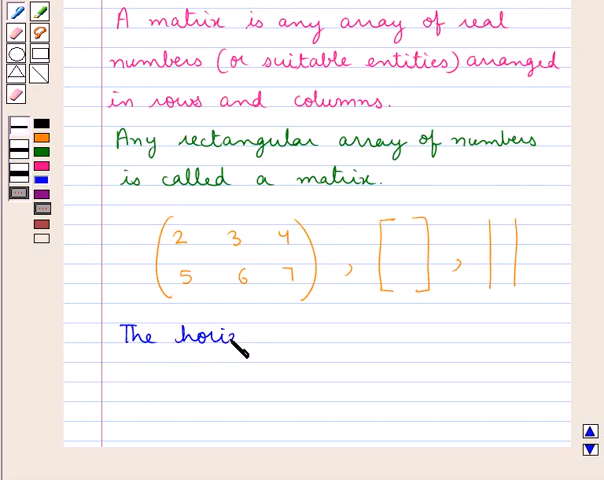 A matrix is any array of real
numbers (or suitable entities) arranged
in rows and columns.
Any rectangular array of numbers
is called a matrix.
( 2 3 4
5 6 7 ) , [ ] , | |
The horiz